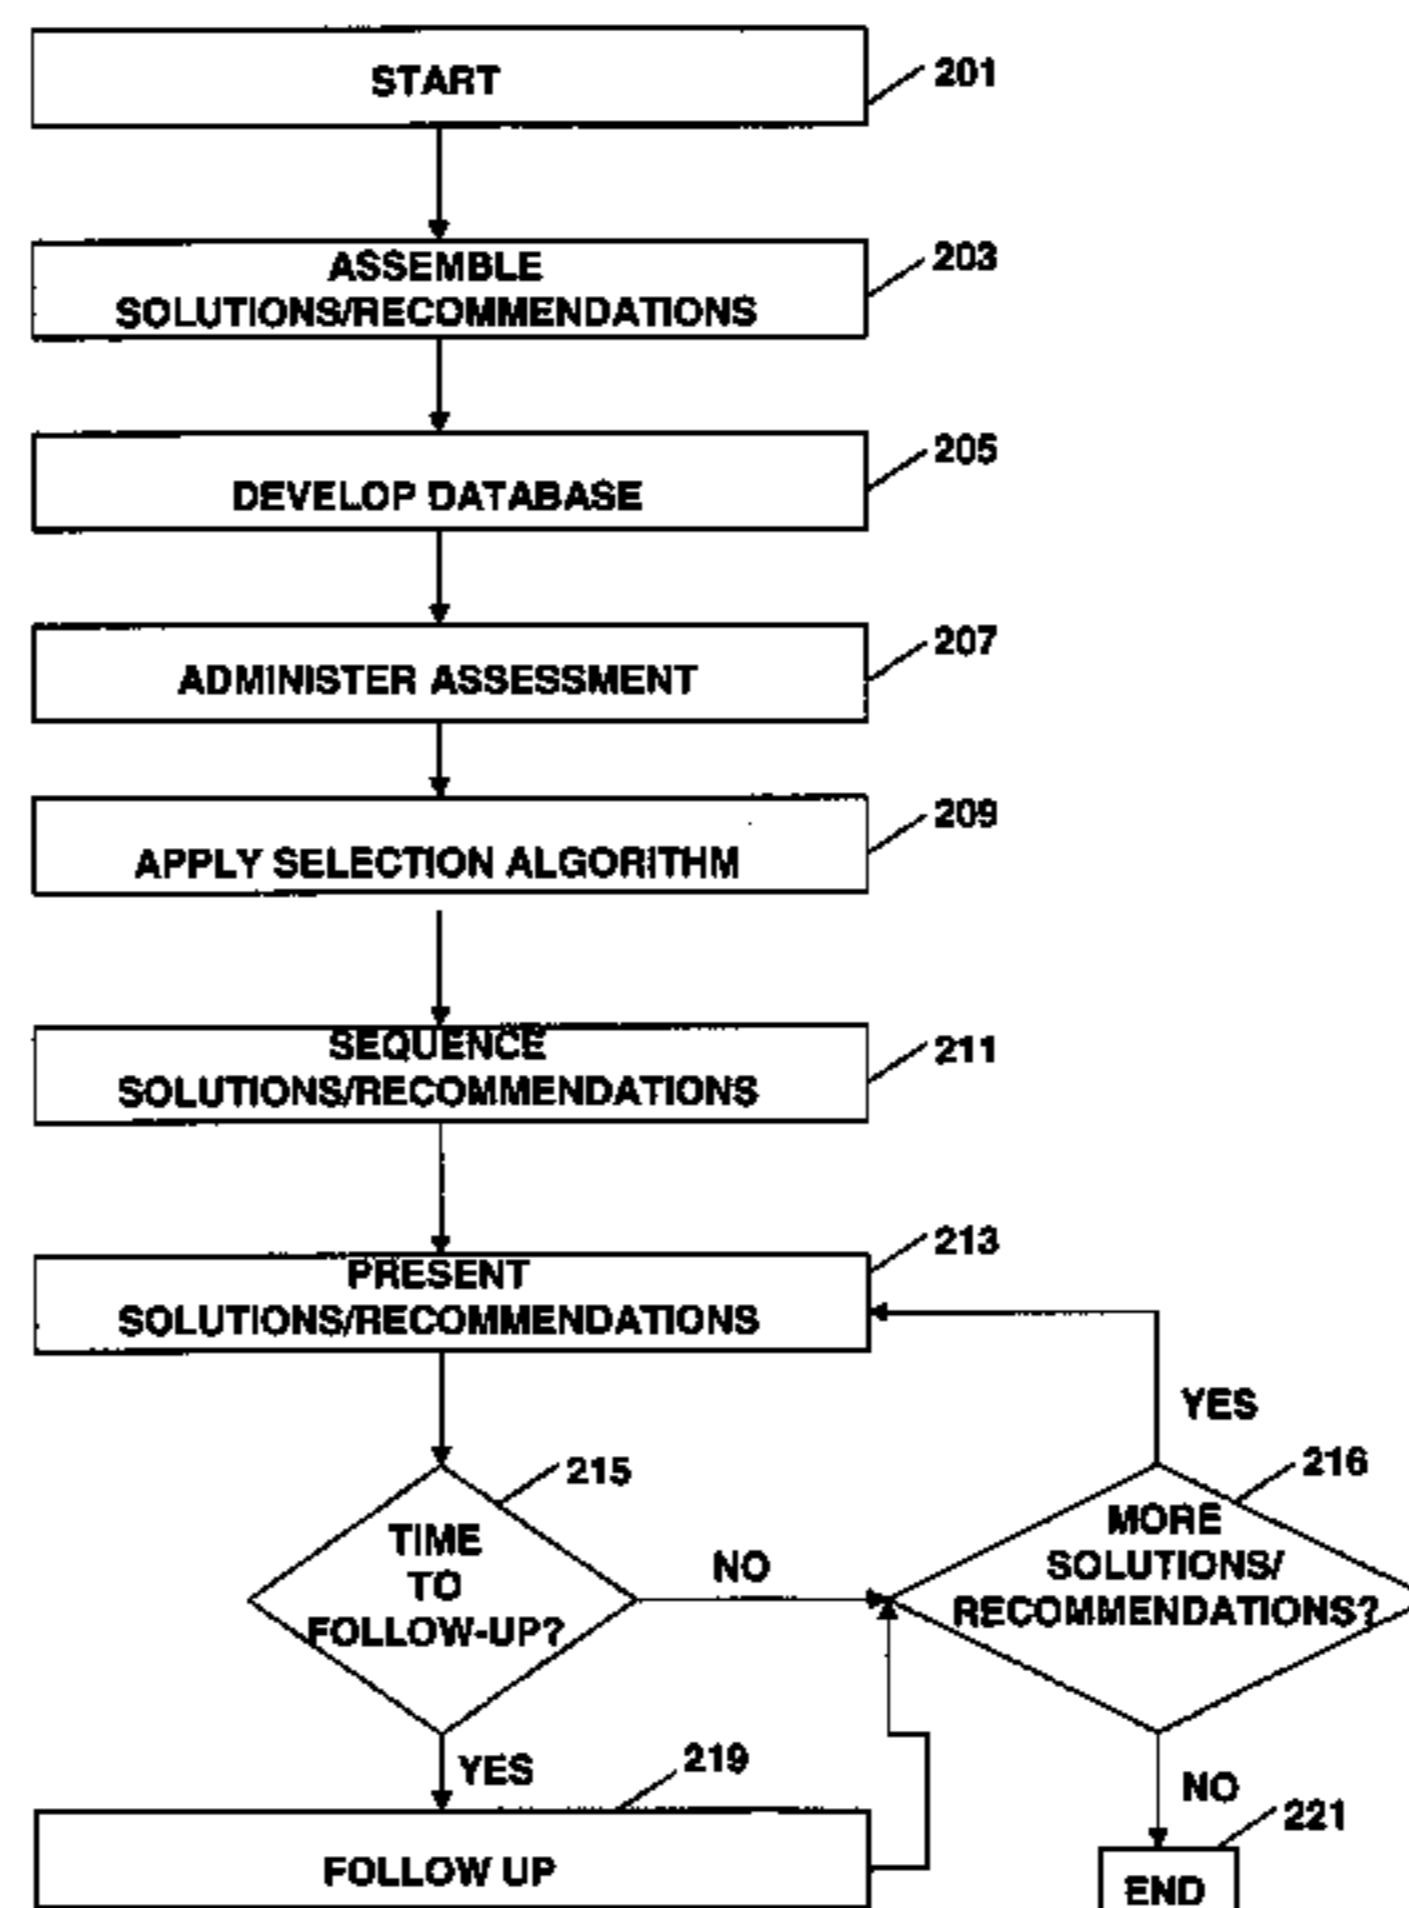 START
201
ASSEMBLE
SOLUTIONS/RECOMMENDATIONS
203
DEVELOP DATABASE
205
ADMINISTER ASSESSMENT
207
APPLY SELECTION ALGORITHM
209
SEQUENCE
SOLUTIONS/RECOMMENDATIONS
211
PRESENT
SOLUTIONS/RECOMMENDATIONS
213
TIME
TO
FOLLOW-UP?
215
NO
YES
MORE
SOLUTIONS/
RECOMMENDATIONS?
216
YES
NO
FOLLOW UP
219
END
221